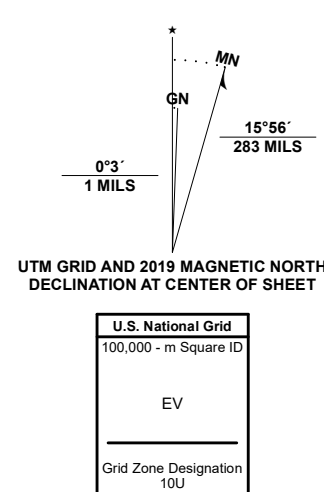 ★
MN
GN
15°56´
283 MILS
0°3´
1 MILS
UTM GRID AND 2019 MAGNETIC NORTH
DECLINATION AT CENTER OF SHEET
U.S. National Grid
100,000 - m Square ID
EV
Grid Zone Designation
10U